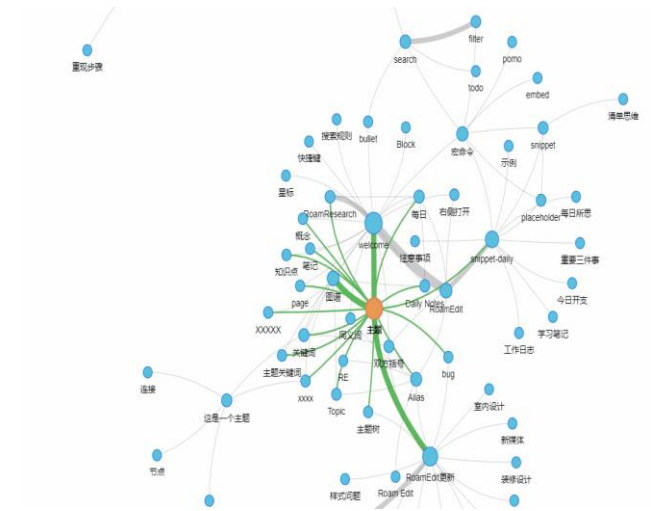 filter
search
pomo
重现步骤
todo
embed
清单思维
搜索规则
bullet
Block
宏命令
snippet
快捷键
示例
星标
RoamResearch
每日
右侧打开
placeholder
每日所思
概念
welcome
注意事项
snippet-daily
重要三件事
知识点
笔记
page
图谱
Daily Notes
RoamEdit
今日开支
XXXXX
主题
同义词
学习笔记
工作日志
关键词
双方括号
主题关键词
RE
bug
连接
xxxx
Topic
Alias
室内设计
这是一个主题
主题树
新媒体
节点
RoamEdit更新
装修设计
样式问题
Roam Edit